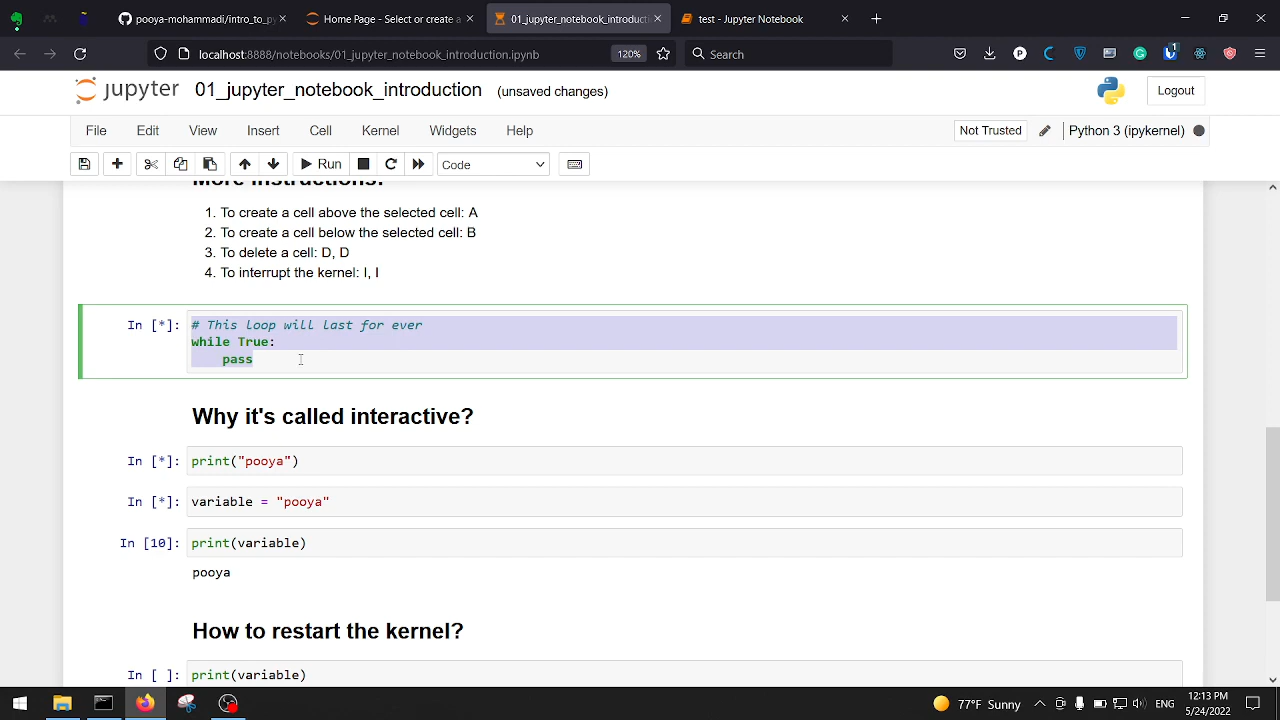 pooya-mohammadi/intro_to_py
Home Page - Select or create a
01_jupyter_notebook_introducti
test - Jupyter Notebook
localhost:8888/notebooks/01_jupyter_notebook_introduction.ipynb
120%
Search
jupyter
01_jupyter_notebook_introduction
(unsaved changes)
Logout
File
Edit
View
Insert
Cell
Kernel
Widgets
Help
Not Trusted
Python 3 (ipykernel)
Run
Code
More Instructions:
1. To create a cell above the selected cell: A
2. To create a cell below the selected cell: B
3. To delete a cell: D, D
4. To interrupt the kernel: I, I
In [*]: # This loop will last for ever
while True:
pass
Why it's called interactive?
In [*]: print("pooya")
In [*]: variable = "pooya"
In [10]: print(variable)
pooya
How to restart the kernel?
In [ ]: print(variable)
77°F Sunny
ENG
12:13 PM
5/24/2022